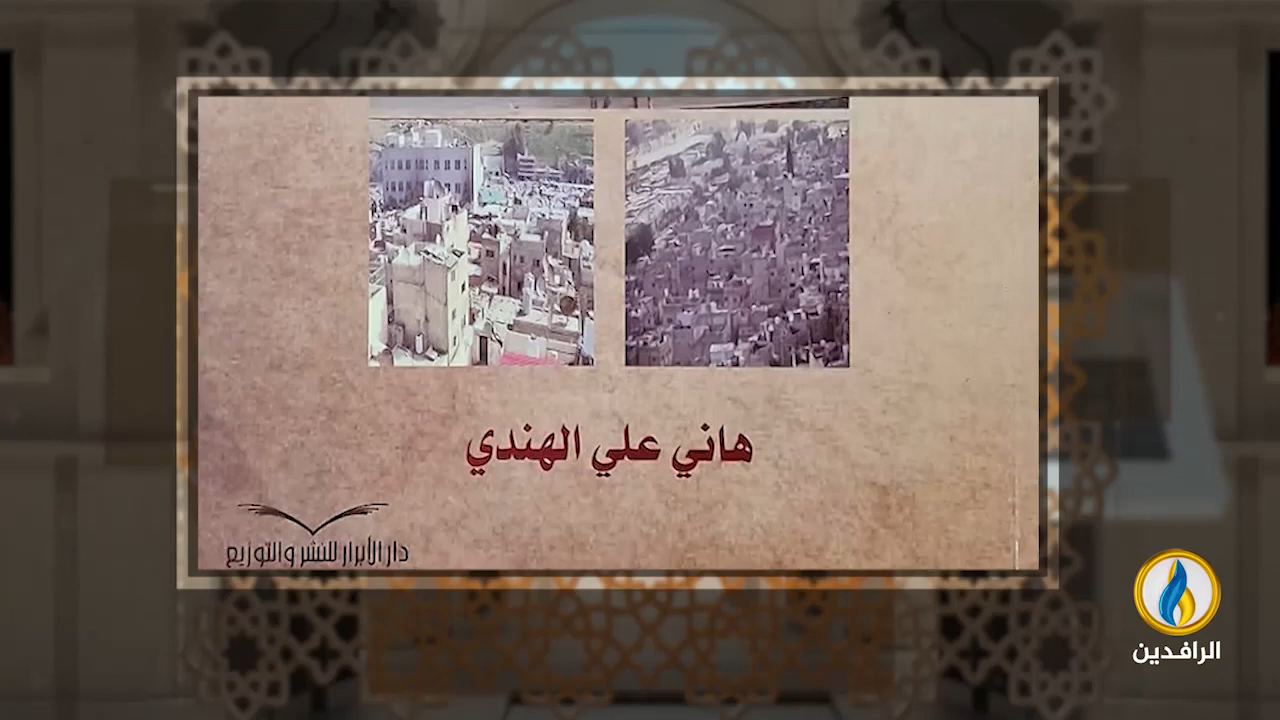 هاني علي الهندي
دار الأبرار للنشر والتوزيع
الرافدين